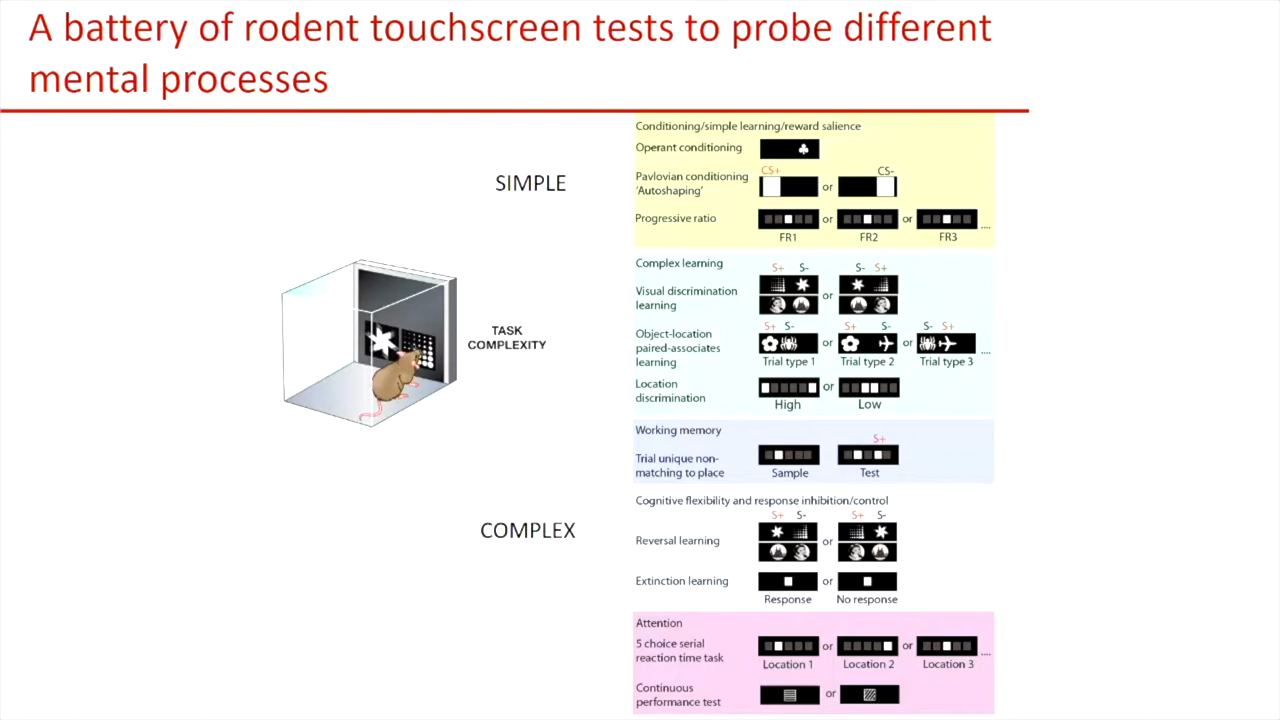 A battery of rodent touchscreen tests to probe different
mental processes
SIMPLE
TASK
COMPLEXITY
COMPLEX
Conditioning/simple learning/reward salience
Operant conditioning
CS+ CS-
Pavlovian conditioning
'Autoshaping'
or
Progressive ratio
or or ....
FR1 FR2 FR3
Complex learning
S+ S- S- S+
Visual discrimination
learning
or
S+ S- S+ S- S- S+
Object-location
paired-associates
learning
or or ....
Trial type 1 Trial type 2 Trial type 3
Location
discrimination
or
High Low
Working memory
S+
Trial unique non-
matching to place
Sample Test
Cognitive flexibility and response inhibition/control
S+ S- S+ S-
Reversal learning or
Extinction learning or
Response No response
Attention
5 choice serial
reaction time task
or or ....
Location 1 Location 2 Location 3
Continuous
performance test
or